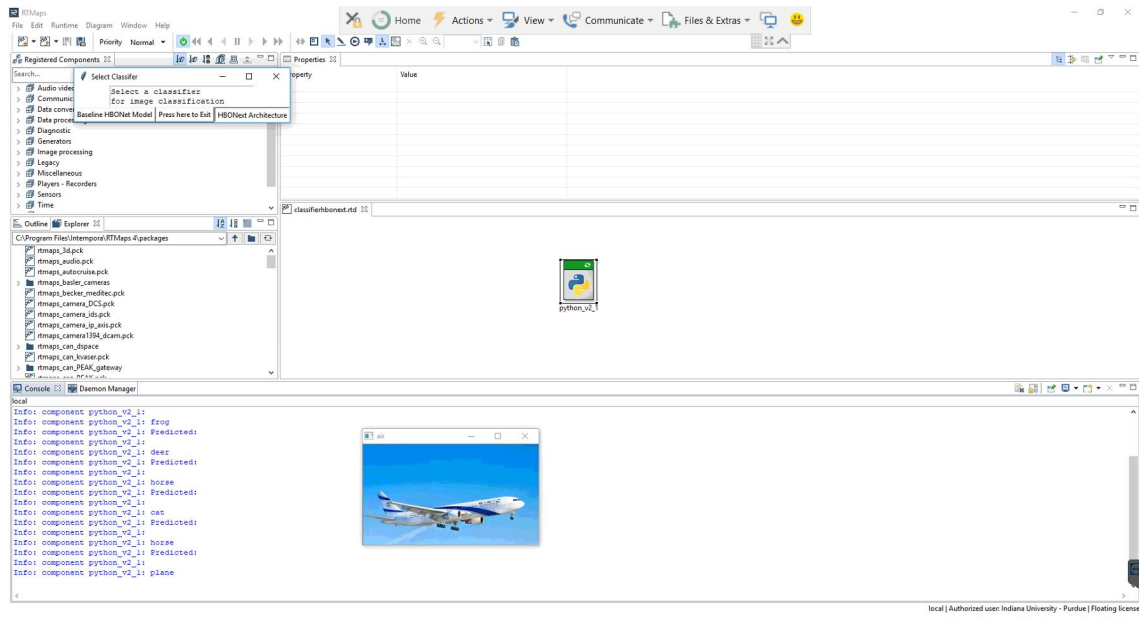 RTMaps
Home Actions View Communicate Files & Extras
File Edit Runtime Diagram Window Help
Priority Normal
Registered Components
Properties
Search...
Select Classifer
Property Value
Select a classifier
for image classification
Baseline HBONet Model Press here to Exit HBONext Architecture
Audio video
Communic
Data conve
Data proces
Diagnostic
Generators
Image processing
Legacy
Miscellaneous
Players - Recorders
Sensors
Time
classifierhbonext.rtd
Outline Explorer
C:\Program Files\Intempora\RTMaps 4\packages
rtmaps_3d.pck
rtmaps_audio.pck
rtmaps_autocruise.pck
rtmaps_basler_cameras
rtmaps_becker_meditec.pck
rtmaps_camera_DCS.pck
rtmaps_camera_ids.pck
rtmaps_camera_ip_axis.pck
rtmaps_camera1394_dcam.pck
rtmaps_can_dspace
rtmaps_can_kvaser.pck
rtmaps_can_PEAK_gateway
python_v2_1
Console Daemon Manager
local
Info: component python_v2_1:
Info: component python_v2_1: frog
Info: component python_v2_1: Predicted:
Info: component python_v2_1:
Info: component python_v2_1: deer
Info: component python_v2_1: Predicted:
Info: component python_v2_1:
Info: component python_v2_1: horse
Info: component python_v2_1: Predicted:
Info: component python_v2_1:
Info: component python_v2_1: cat
Info: component python_v2_1: Predicted:
Info: component python_v2_1:
Info: component python_v2_1: horse
Info: component python_v2_1: Predicted:
Info: component python_v2_1:
Info: component python_v2_1: plane
air
local | Authorized user: Indiana University - Purdue | Floating license